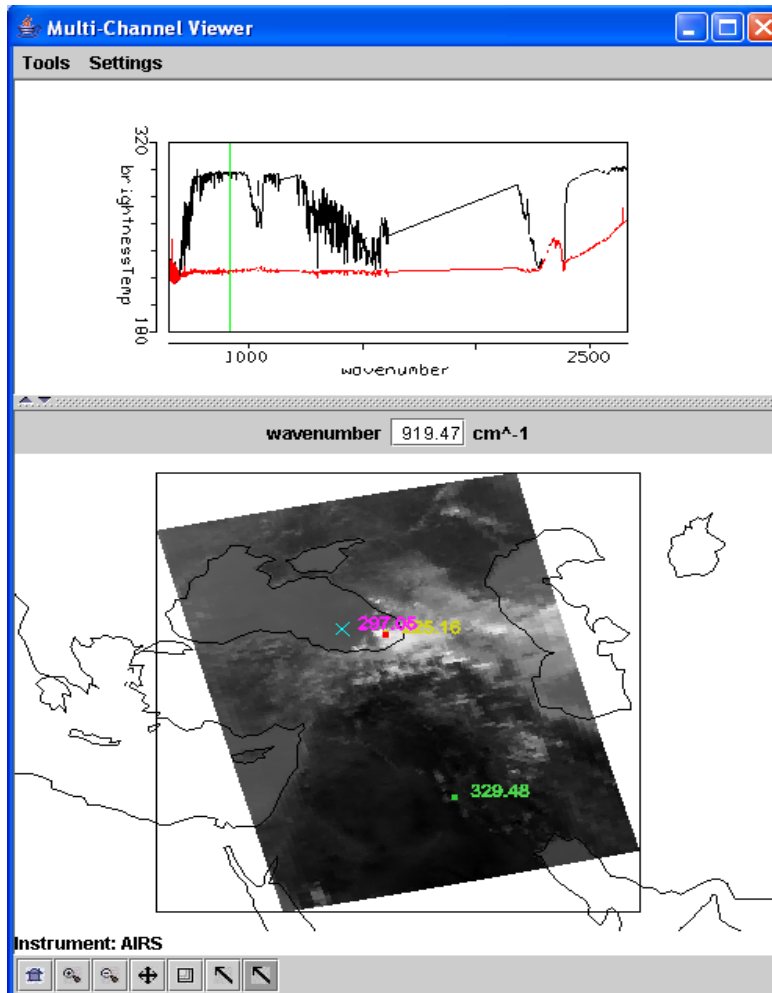 Multi-Channel Viewer
Tools Settings
320
brightnessTemp
180
1000
2500
wavenumber
wavenumber 919.47 cm^-1
297.05
329.48
Instrument: AIRS